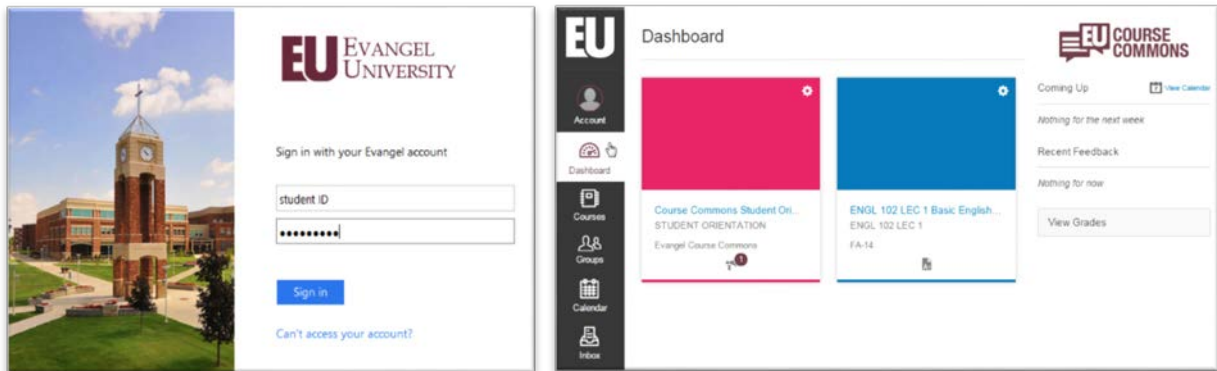 EU EVANGEL
UNIVERSITY
Sign in with your Evangel account
student ID
•••••••••
Sign in
Can't access your account?
EU
Account
Dashboard
Courses
Groups
Calendar
Inbox
Dashboard
Course Commons Student Ori...
STUDENT ORIENTATION
Evangel Course Commons
1
ENGL 102 LEC 1 Basic English...
ENGL 102 LEC 1
FA-14
EU COURSE
COMMONS
Coming Up
View Calendar
Nothing for the next week
Recent Feedback
Nothing for now
View Grades